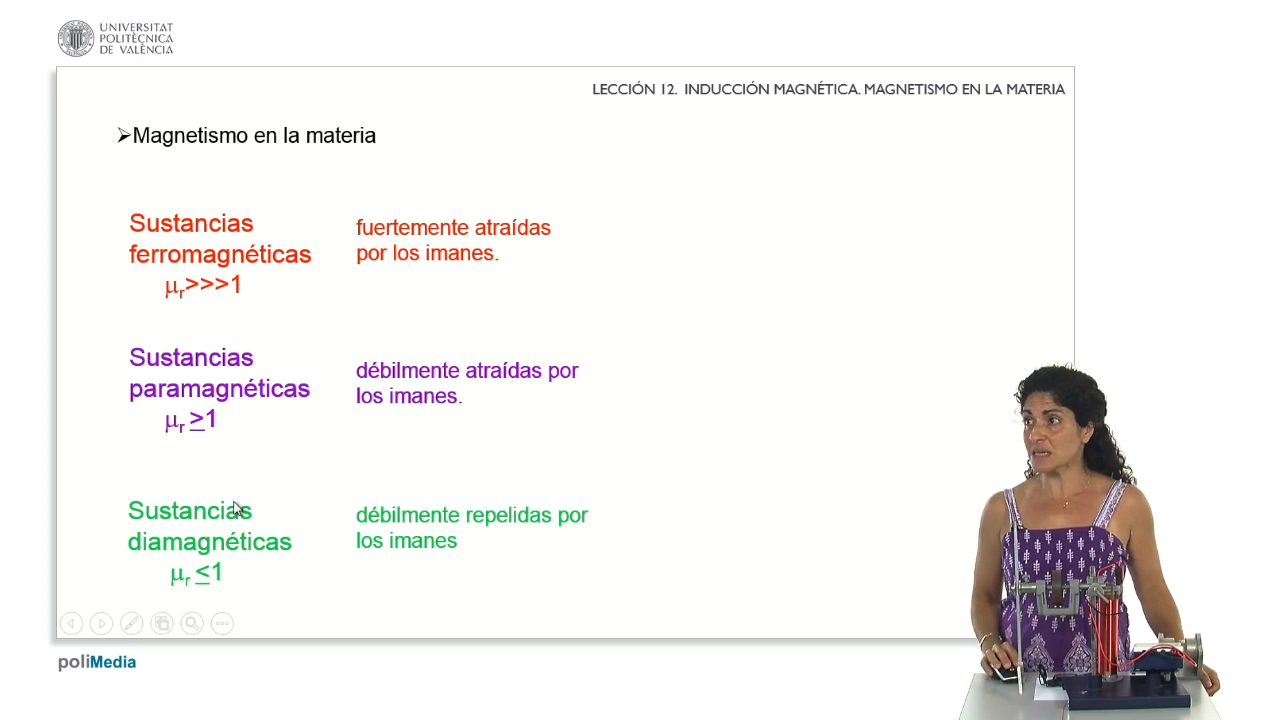 UNIVERSITAT
POLITÈCNICA
DE VALÈNCIA
LECCIÓN 12. INDUCCIÓN MAGNÉTICA. MAGNETISMO EN LA MATERIA
➢Magnetismo en la materia
Sustancias
ferromagnéticas
μr>>>1
fuertemente atraídas
por los imanes.
Sustancias
paramagnéticas
μr ≥1
débilmente atraídas por
los imanes.
Sustancias
diamagnéticas
μr ≤1
débilmente repelidas por
los imanes
poliMedia